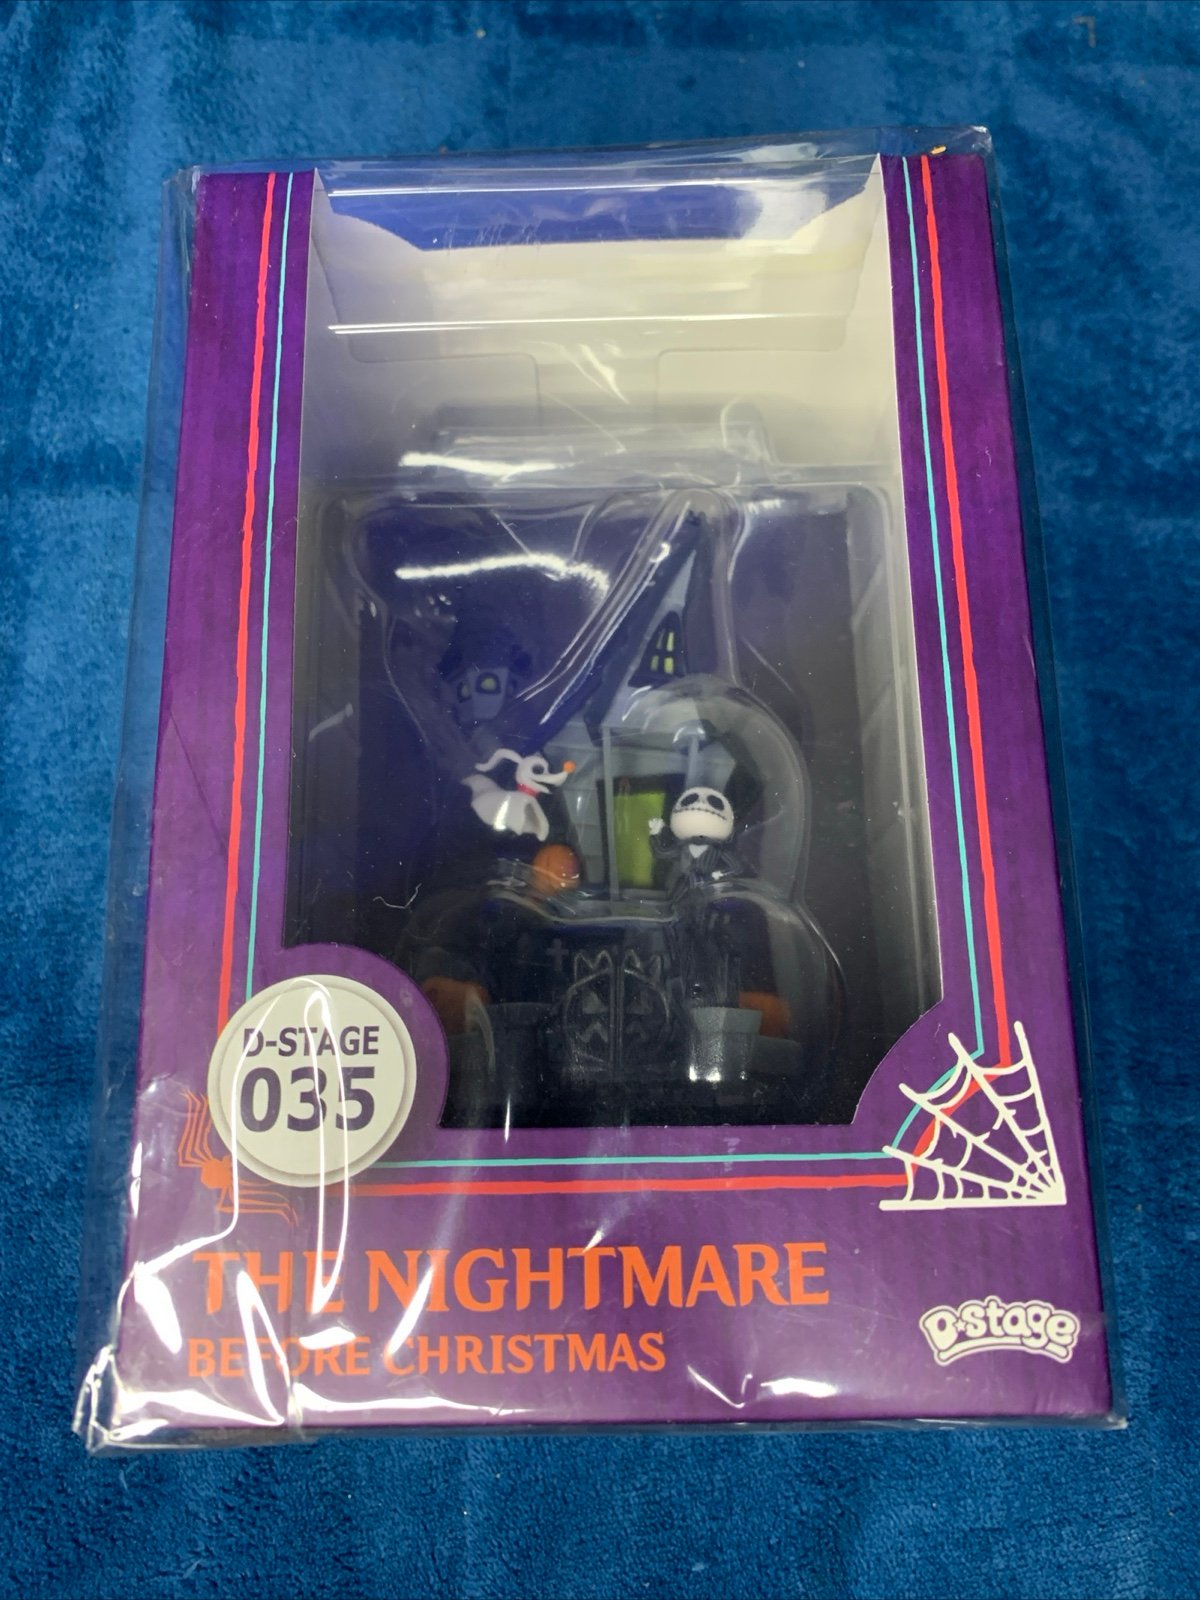 D-STAGE
035
THE NIGHTMARE
BEFORE CHRISTMAS
D-Stage